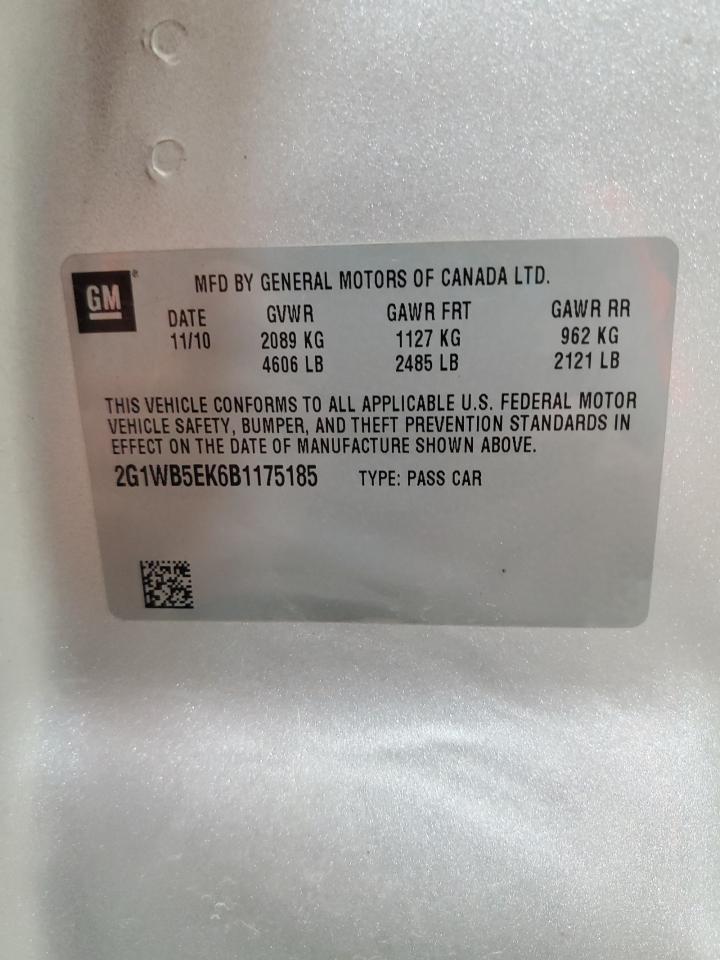 GM®
MFD BY GENERAL MOTORS OF CANADA LTD.
DATE GVWR GAWR FRT GAWR RR
11/10 2089 KG 1127 KG 962 KG
4606 LB 2485 LB 2121 LB
THIS VEHICLE CONFORMS TO ALL APPLICABLE U.S. FEDERAL MOTOR
VEHICLE SAFETY, BUMPER, AND THEFT PREVENTION STANDARDS IN
EFFECT ON THE DATE OF MANUFACTURE SHOWN ABOVE.
2G1WB5EK6B1175185 TYPE: PASS CAR